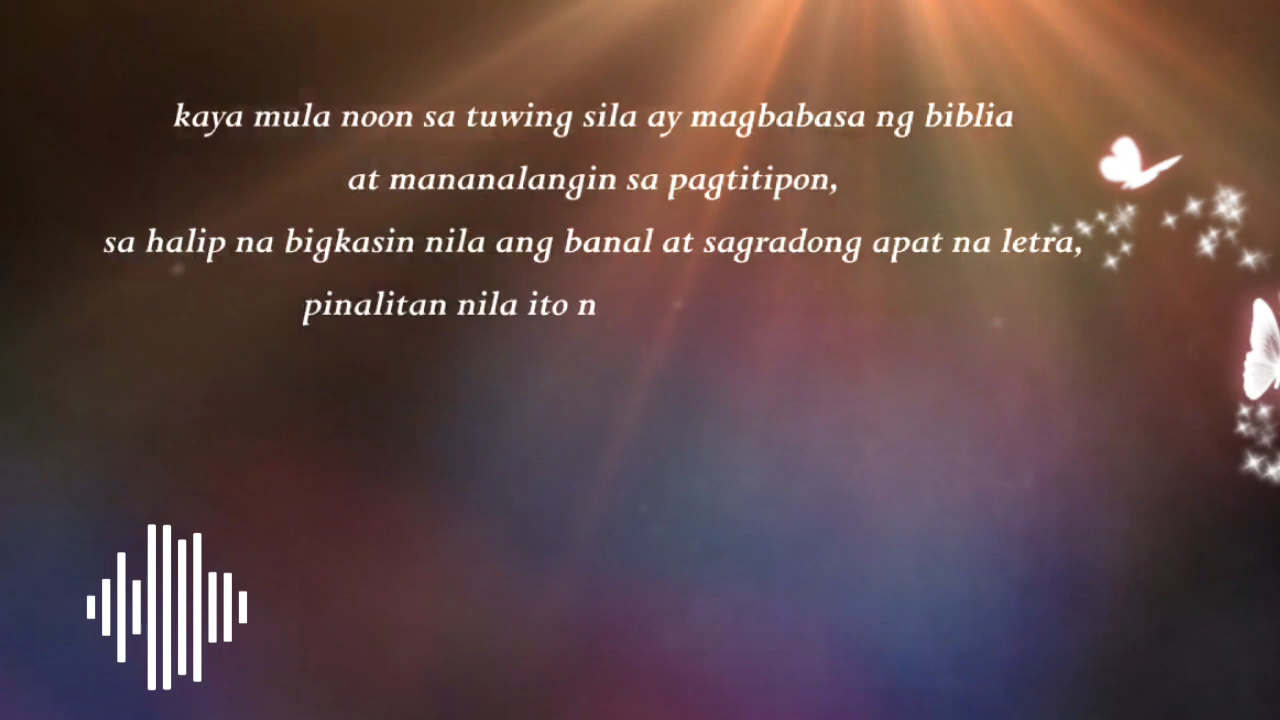 kaya mula noon sa tuwing sila ay magbabasa ng biblia
at mananalangin sa pagtitipon,
sa halip na bigkasin nila ang banal at sagradong apat na letra,
pinalitan nila ito n